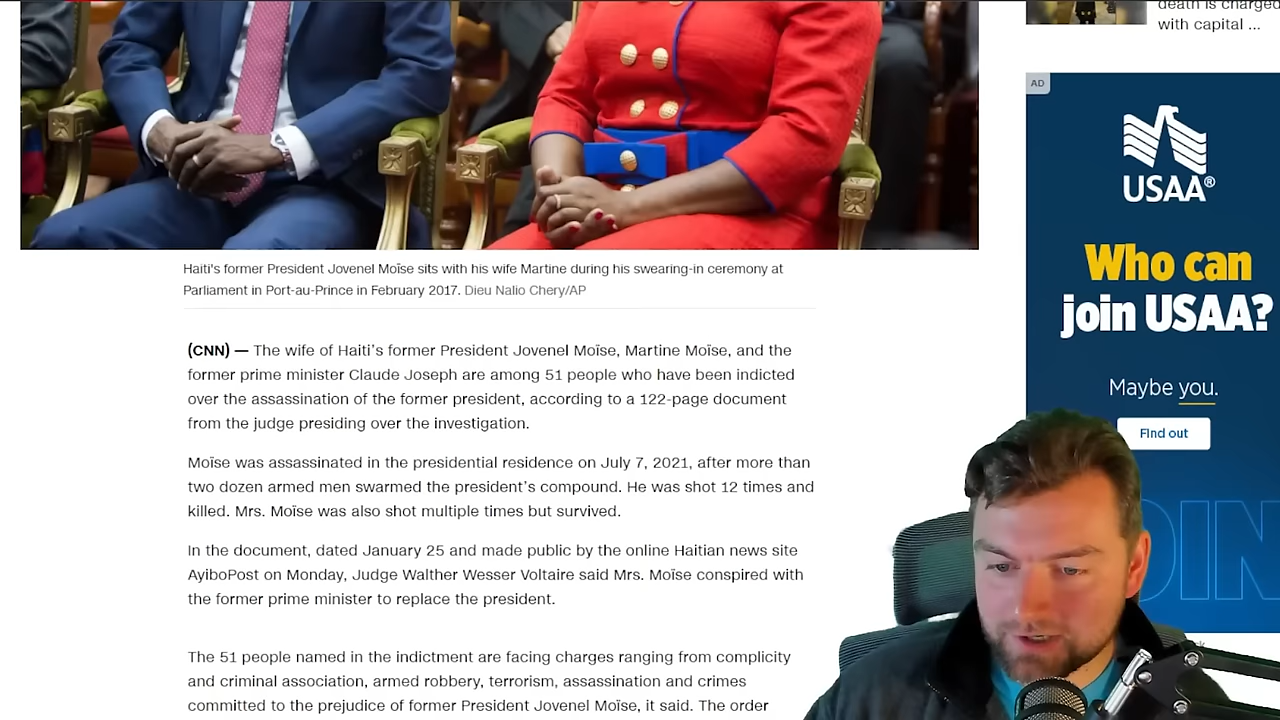 death is charged
with capital ...
AD
USAA®
Who can
join USAA?
Maybe you.
Find out
Haiti's former President Jovenel Moïse sits with his wife Martine during his swearing-in ceremony at
Parliament in Port-au-Prince in February 2017. Dieu Nalio Chery/AP
(CNN) — The wife of Haiti's former President Jovenel Moïse, Martine Moïse, and the
former prime minister Claude Joseph are among 51 people who have been indicted
over the assassination of the former president, according to a 122-page document
from the judge presiding over the investigation.
Moïse was assassinated in the presidential residence on July 7, 2021, after more than
two dozen armed men swarmed the president's compound. He was shot 12 times and
killed. Mrs. Moïse was also shot multiple times but survived.
In the document, dated January 25 and made public by the online Haitian news site
AyiboPost on Monday, Judge Walther Wesser Voltaire said Mrs. Moïse conspired with
the former prime minister to replace the president.
The 51 people named in the indictment are facing charges ranging from complicity
and criminal association, armed robbery, terrorism, assassination and crimes
committed to the prejudice of former President Jovenel Moïse, it said. The order